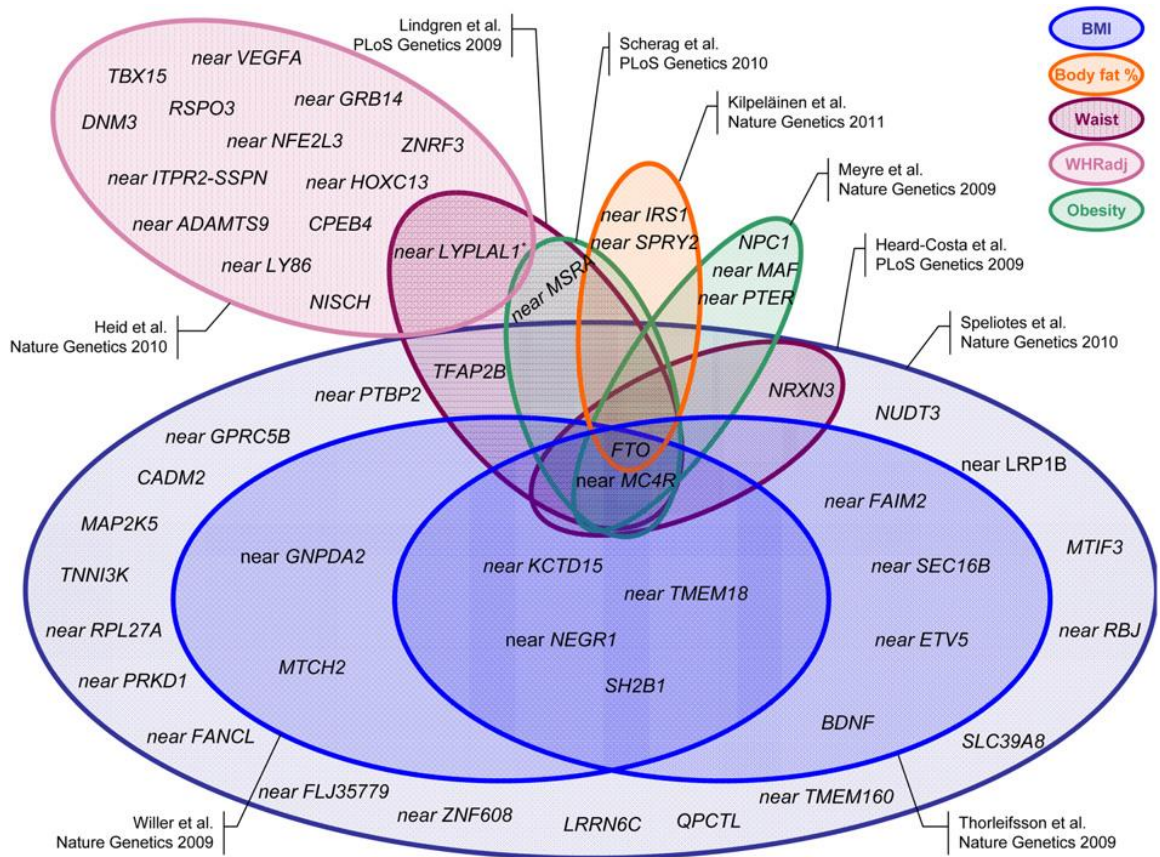 Lindgren et al.
PLoS Genetics 2009
Scherag et al.
PLoS Genetics 2010
Kilpeläinen et al.
Nature Genetics 2011
Meyre et al.
Nature Genetics 2009
Heard-Costa et al.
PLoS Genetics 2009
Speliotes et al.
Nature Genetics 2010
BMI
Body fat %
Waist
WHRadj
Obesity
near VEGFA
TBX15
near GRB14
RSPO3
DNM3
near NFE2L3
ZNRF3
near ITPR2-SSPN
near HOXC13
near ADAMTS9
CPEB4
near LYPLAL1*
near LY86
NISCH
Heid et al.
Nature Genetics 2010
near MSRA
near IRS1
near SPRY2
NPC1
near MAF
near PTER
TFAP2B
near PTBP2
NRXN3
NUDT3
near GPRC5B
FTO
near MC4R
near LRP1B
CADM2
near FAIM2
MAP2K5
near GNPDA2
near KCTD15
near SEC16B
MTIF3
TNNI3K
near TMEM18
near RPL27A
near NEGR1
near ETV5
near RBJ
near PRKD1
MTCH2
SH2B1
near FANCL
BDNF
SLC39A8
near FLJ35779
near ZNF608
LRRN6C
QPCTL
near TMEM160
Willer et al.
Nature Genetics 2009
Thorleifsson et al.
Nature Genetics 2009